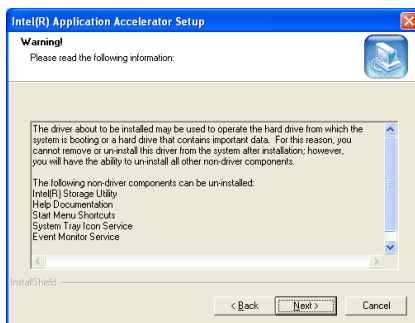 Intel(R) Application Accelerator Setup
Warning!
Please read the following information:
The driver about to be installed may be used to operate the hard drive from which the
system is booting or a hard drive that contains important data. For this reason, you
cannot remove or un-install this driver from the system after installation; however,
you will have the ability to un-install all other non-driver components.
The following non-driver components can be un-installed:
Intel(R) Storage Utility
Help Documentation
Start Menu Shortcuts
System Tray Icon Service
Event Monitor Service
InstallShield
< Back
Next >
Cancel